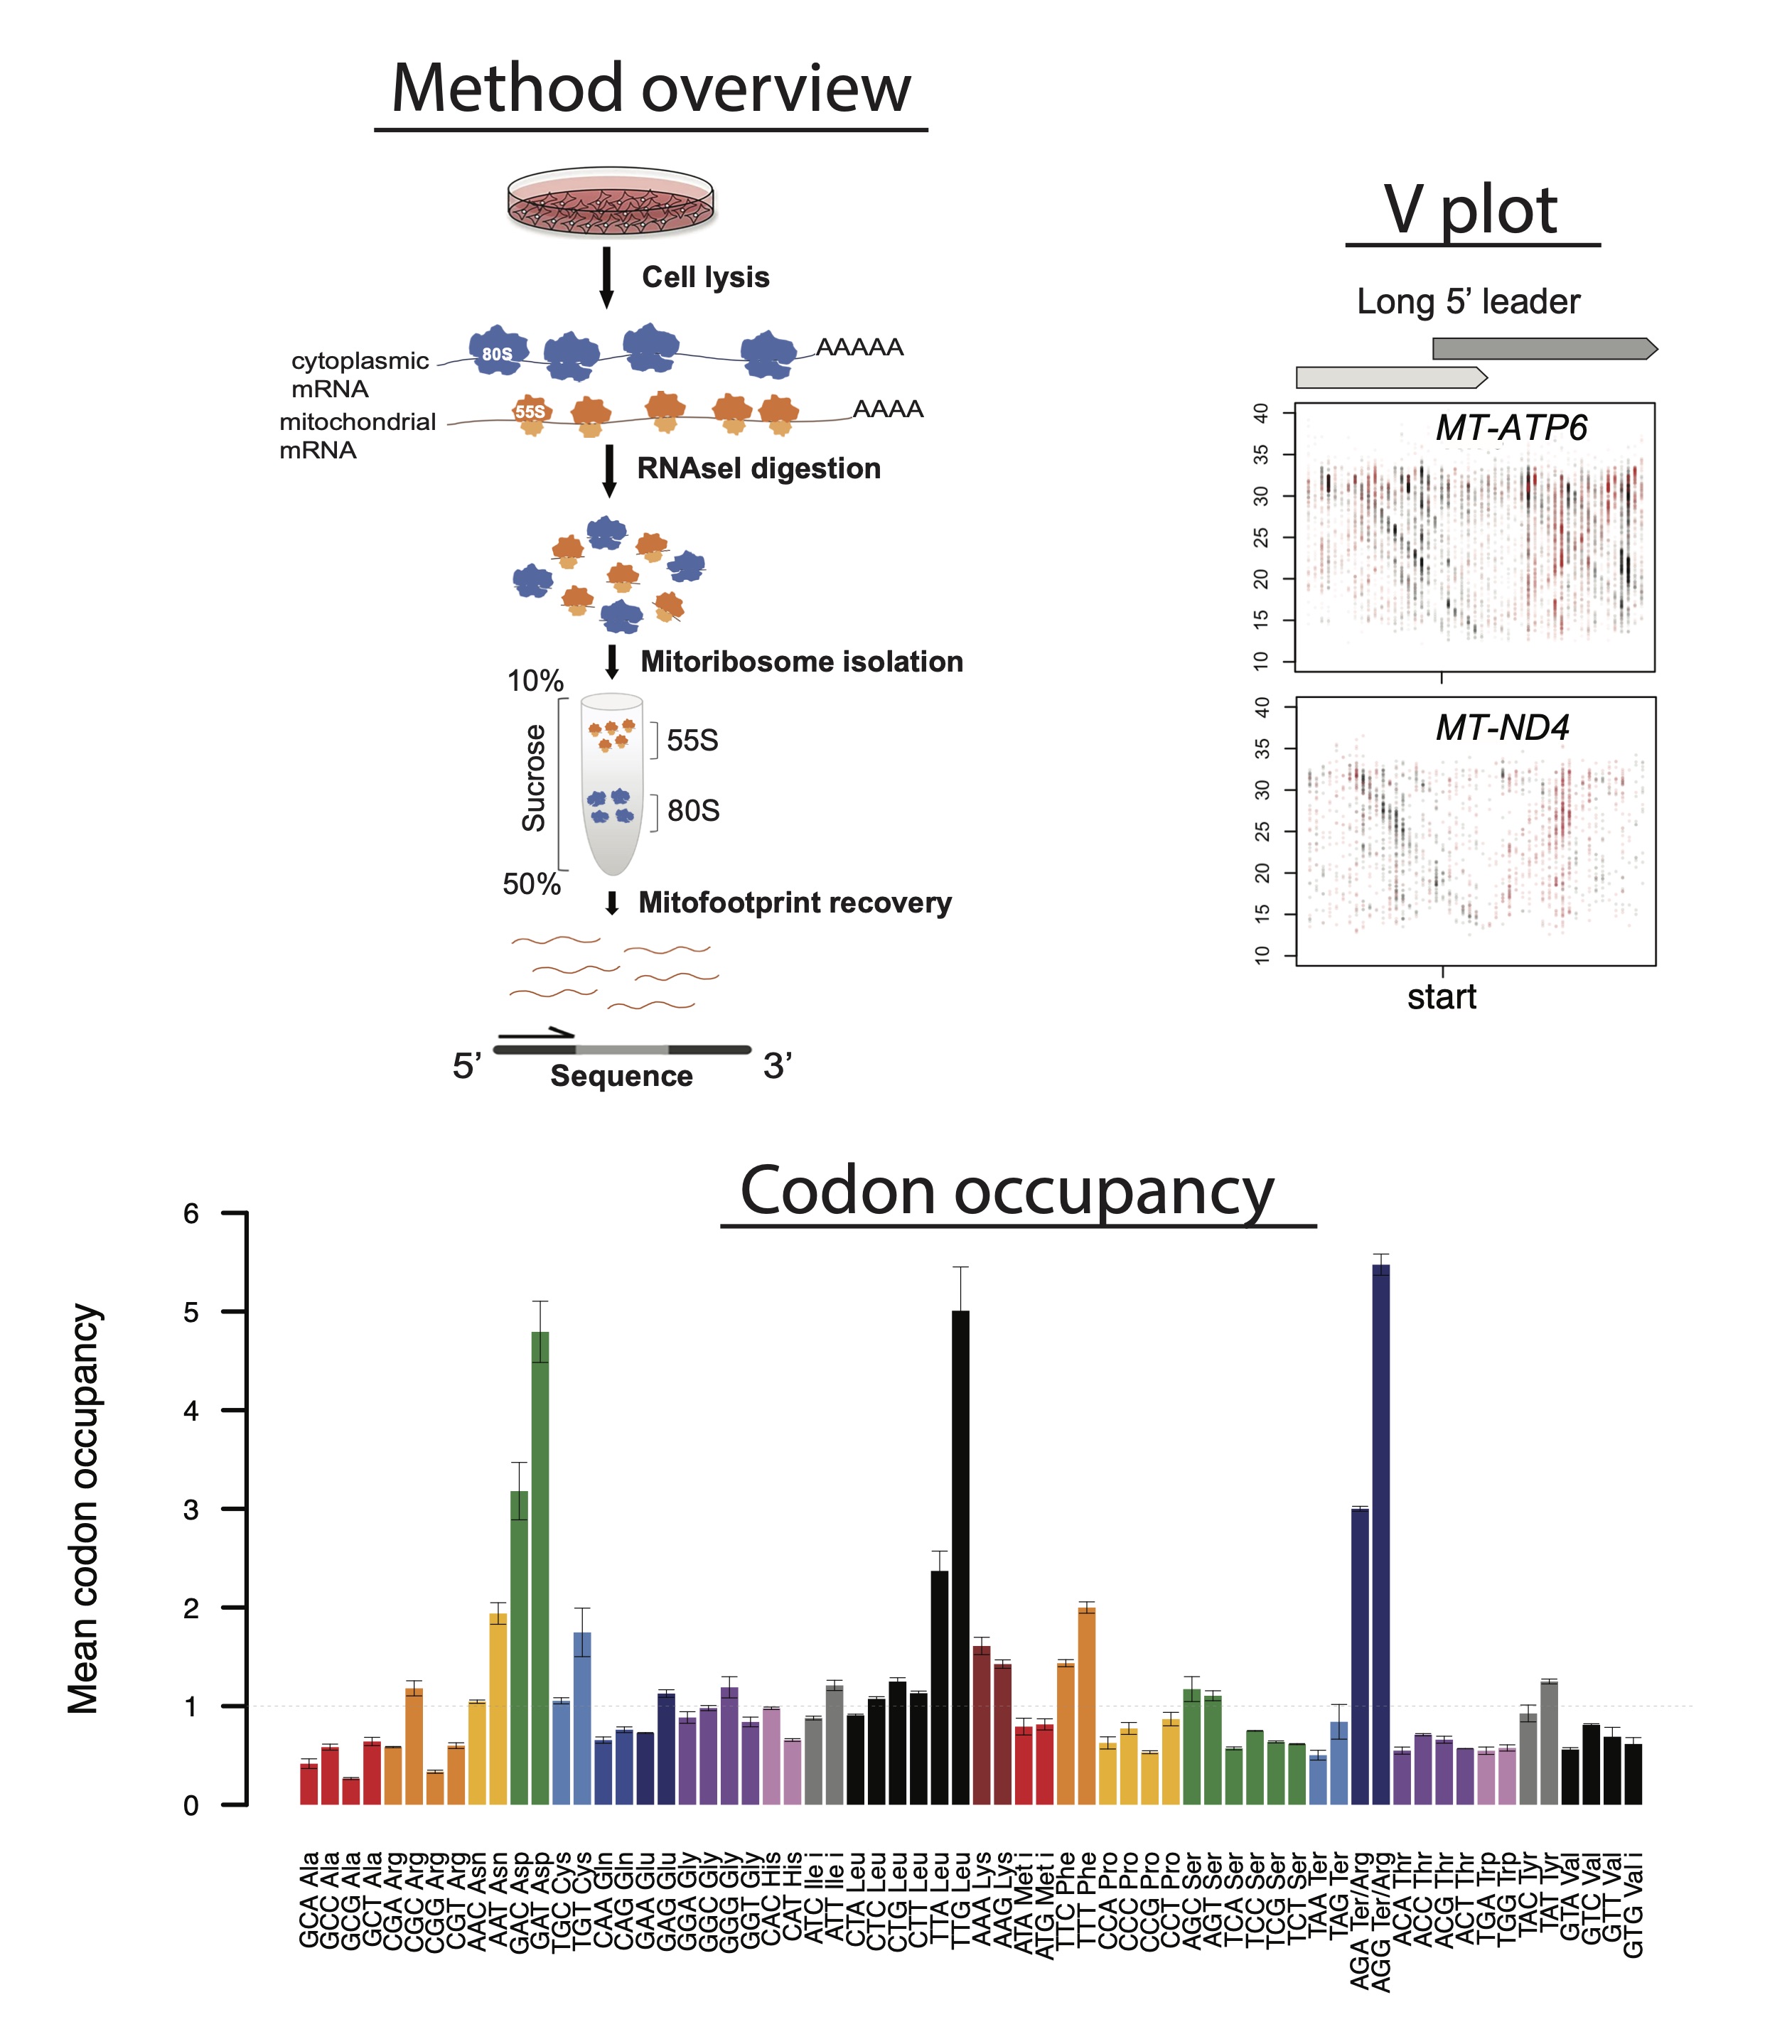 Method overview
Cell lysis
80S
AAAAA
cytoplasmic
mRNA
55S
AAAA
mitochondrial
mRNA
RNAseI digestion
Mitoribosome isolation
10%
Sucrose
55S
80S
50%
Mitofootprint recovery
5’
3’
Sequence
V plot
Long 5’ leader
MT-ATP6
40
35
30
25
20
15
10
MT-ND4
40
35
30
25
20
15
10
start
Codon occupancy
Mean codon occupancy
6
5
4
3
2
1
0
GCA Ala
GCC Ala
GCG Ala
GCT Ala
CGA Arg
CGC Arg
CGG Arg
CGT Arg
AAC Asn
AAT Asn
GAC Asp
GAT Asp
TGC Cys
TGT Cys
CAA Gln
CAG Gln
GAA Glu
GAG Glu
GGA Gly
GGC Gly
GGG Gly
GGT Gly
CAC His
CAT His
ATC Ile i
ATT Ile i
CTA Leu
CTC Leu
CTG Leu
CTT Leu
TTA Leu
TTG Leu
AAA Lys
AAG Lys
ATA Met i
ATG Met i
TTC Phe
TTT Phe
CCA Pro
CCC Pro
CCG Pro
CCT Pro
AGC Ser
AGT Ser
TCA Ser
TCC Ser
TCG Ser
TCT Ser
TAA Ter
TAG Ter
AGA Ter/Arg
AGG Ter/Arg
ACA Thr
ACC Thr
ACG Thr
ACT Thr
TGA Trp
TGG Trp
TAC Tyr
TAT Tyr
GTA Val
GTC Val
GTT Val
GTG Val i